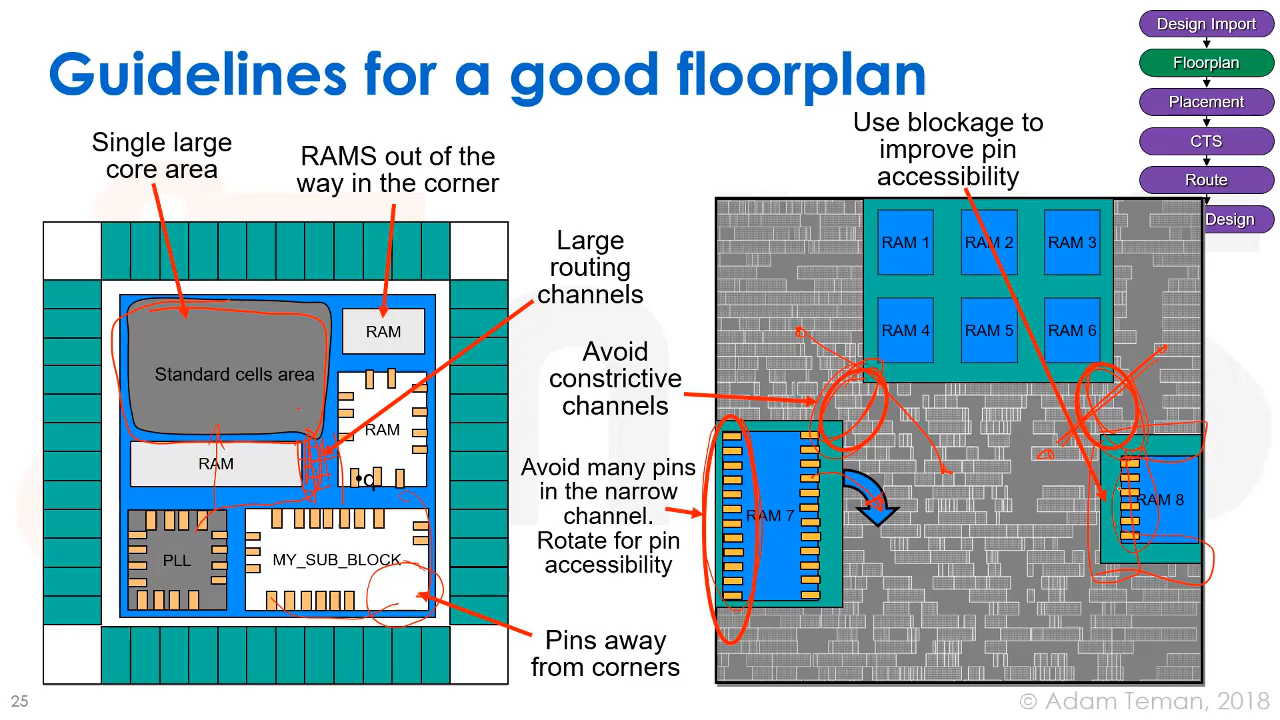 Guidelines for a good floorplan
Design Import
Floorplan
Placement
CTS
Route
Design
Single large
core area
RAMS out of the
way in the corner
Large
routing
channels
Avoid
constrictive
channels
Avoid many pins
in the narrow
channel.
Rotate for pin
accessibility
Pins away
from corners
Use blockage to
improve pin
accessibility
RAM
Standard cells area
RAM
RAM
PLL
MY_SUB_BLOCK
RAM 1
RAM 2
RAM 3
RAM 4
RAM 5
RAM 6
RAM 7
RAM 8
25
© Adam Teman, 2018